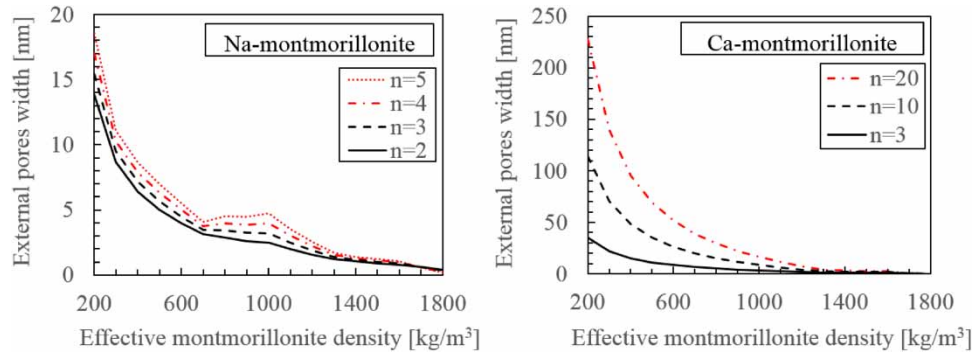 Na-montmorillonite
n=5
n=4
n=3
n=2
External pores width [nm]
20
15
10
5
0
200 600 1000 1400 1800
Effective montmorillonite density [kg/m³]
Ca-montmorillonite
n=20
n=10
n=3
External pores width [nm]
250
200
150
100
50
0
200 600 1000 1400 1800
Effective montmorillonite density [kg/m³]